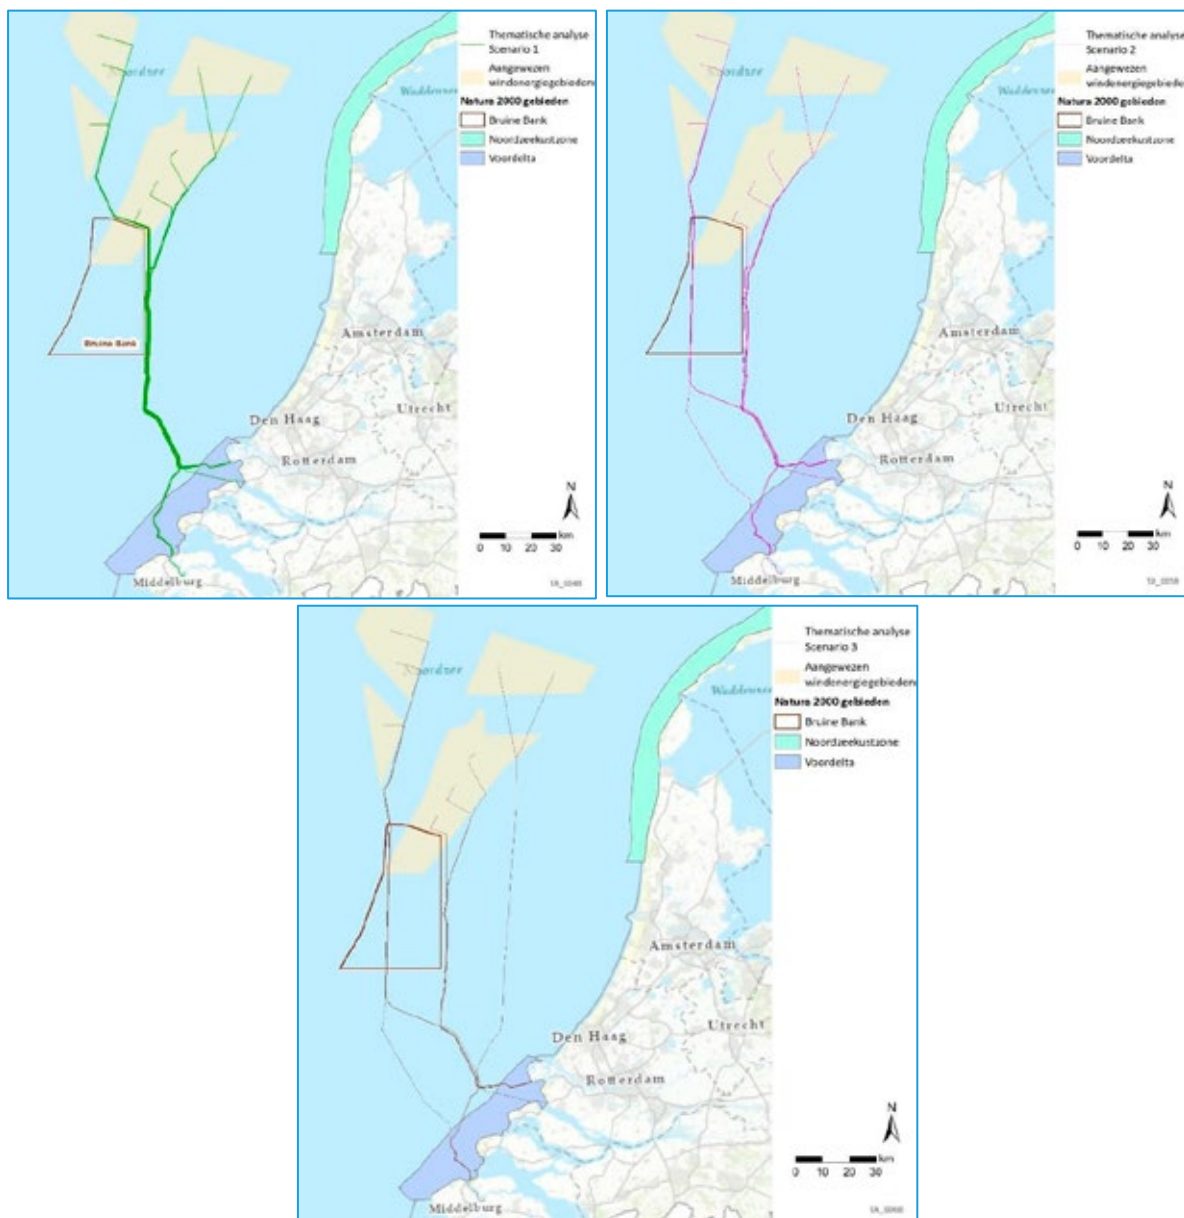 Thematische analyse
Scenario 1
Aangewezen
windenergiegebieden
Natura 2000 gebieden
Bruine Bank
Noordzeekustzone
Voordelta
Noordzee
Waddenzee
Bruine Bank
Amsterdam
Den Haag
Utrecht
Rotterdam
Middelburg
N
km
0 10 20 30
Thematische analyse
Scenario 2
Aangewezen
windenergiegebieden
Natura 2000 gebieden
Bruine Bank
Noordzeekustzone
Voordelta
Noordzee
Waddenzee
Amsterdam
Den Haag
Utrecht
Rotterdam
Middelburg
N
km
0 10 20 30
Thematische analyse
Scenario 3
Aangewezen
windenergiegebieden
Natura 2000 gebieden
Bruine Bank
Noordzeekustzone
Voordelta
Noordzee
Waddenzee
Amsterdam
Den Haag
Utrecht
Rotterdam
Middelburg
N
km
0 10 20 30